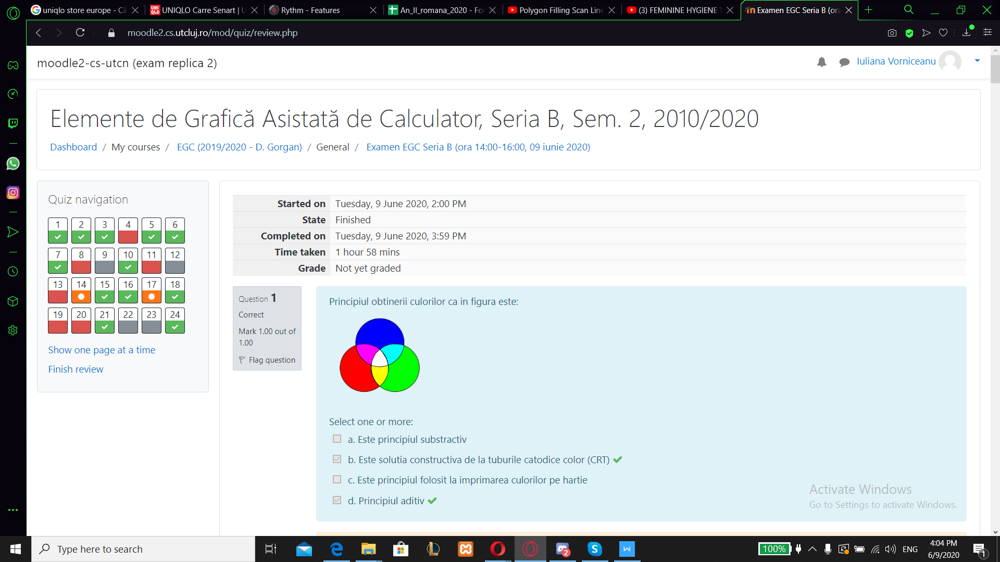 uniqlo store europe - Că
UNIQLO Carre Senart | U
Rythm - Features
An_II_romana_2020 - Foi
Polygon Filling Scan Line
(3) FEMININE HYGIENE T
Examen EGC Seria B (ora
moodle2.cs.utcluj.ro/mod/quiz/review.php
moodle2-cs-utcn (exam replica 2)
Iuliana Vorniceanu
Elemente de Grafică Asistată de Calculator, Seria B, Sem. 2, 2010/2020
Dashboard / My courses / EGC (2019/2020 - D. Gorgan) / General / Examen EGC Seria B (ora 14:00-16:00, 09 iunie 2020)
Quiz navigation
1 2 3 4 5 6
7 8 9 10 11 12
13 14 15 16 17 18
19 20 21 22 23 24
Show one page at a time
Finish review
Started on Tuesday, 9 June 2020, 2:00 PM
State Finished
Completed on Tuesday, 9 June 2020, 3:59 PM
Time taken 1 hour 58 mins
Grade Not yet graded
Question 1
Correct
Mark 1.00 out of
1.00
Flag question
Principiul obtinerii culorilor ca in figura este:
Select one or more:
a. Este principiul substractiv
b. Este solutia constructiva de la tuburile catodice color (CRT)
c. Este principiul folosit la imprimarea culorilor pe hartie
d. Principiul aditiv
Activate Windows
Go to Settings to activate Windows.
Type here to search
2
100%
ENG
4:04 PM
6/9/2020
1